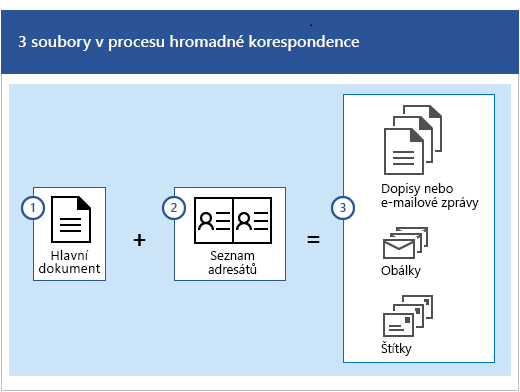 3 soubory v procesu hromadné korespondence
1
Hlavní
dokument
+
2
Seznam
adresátů
=
3
Dopisy nebo
e-mailové zprávy
Obálky
Štítky